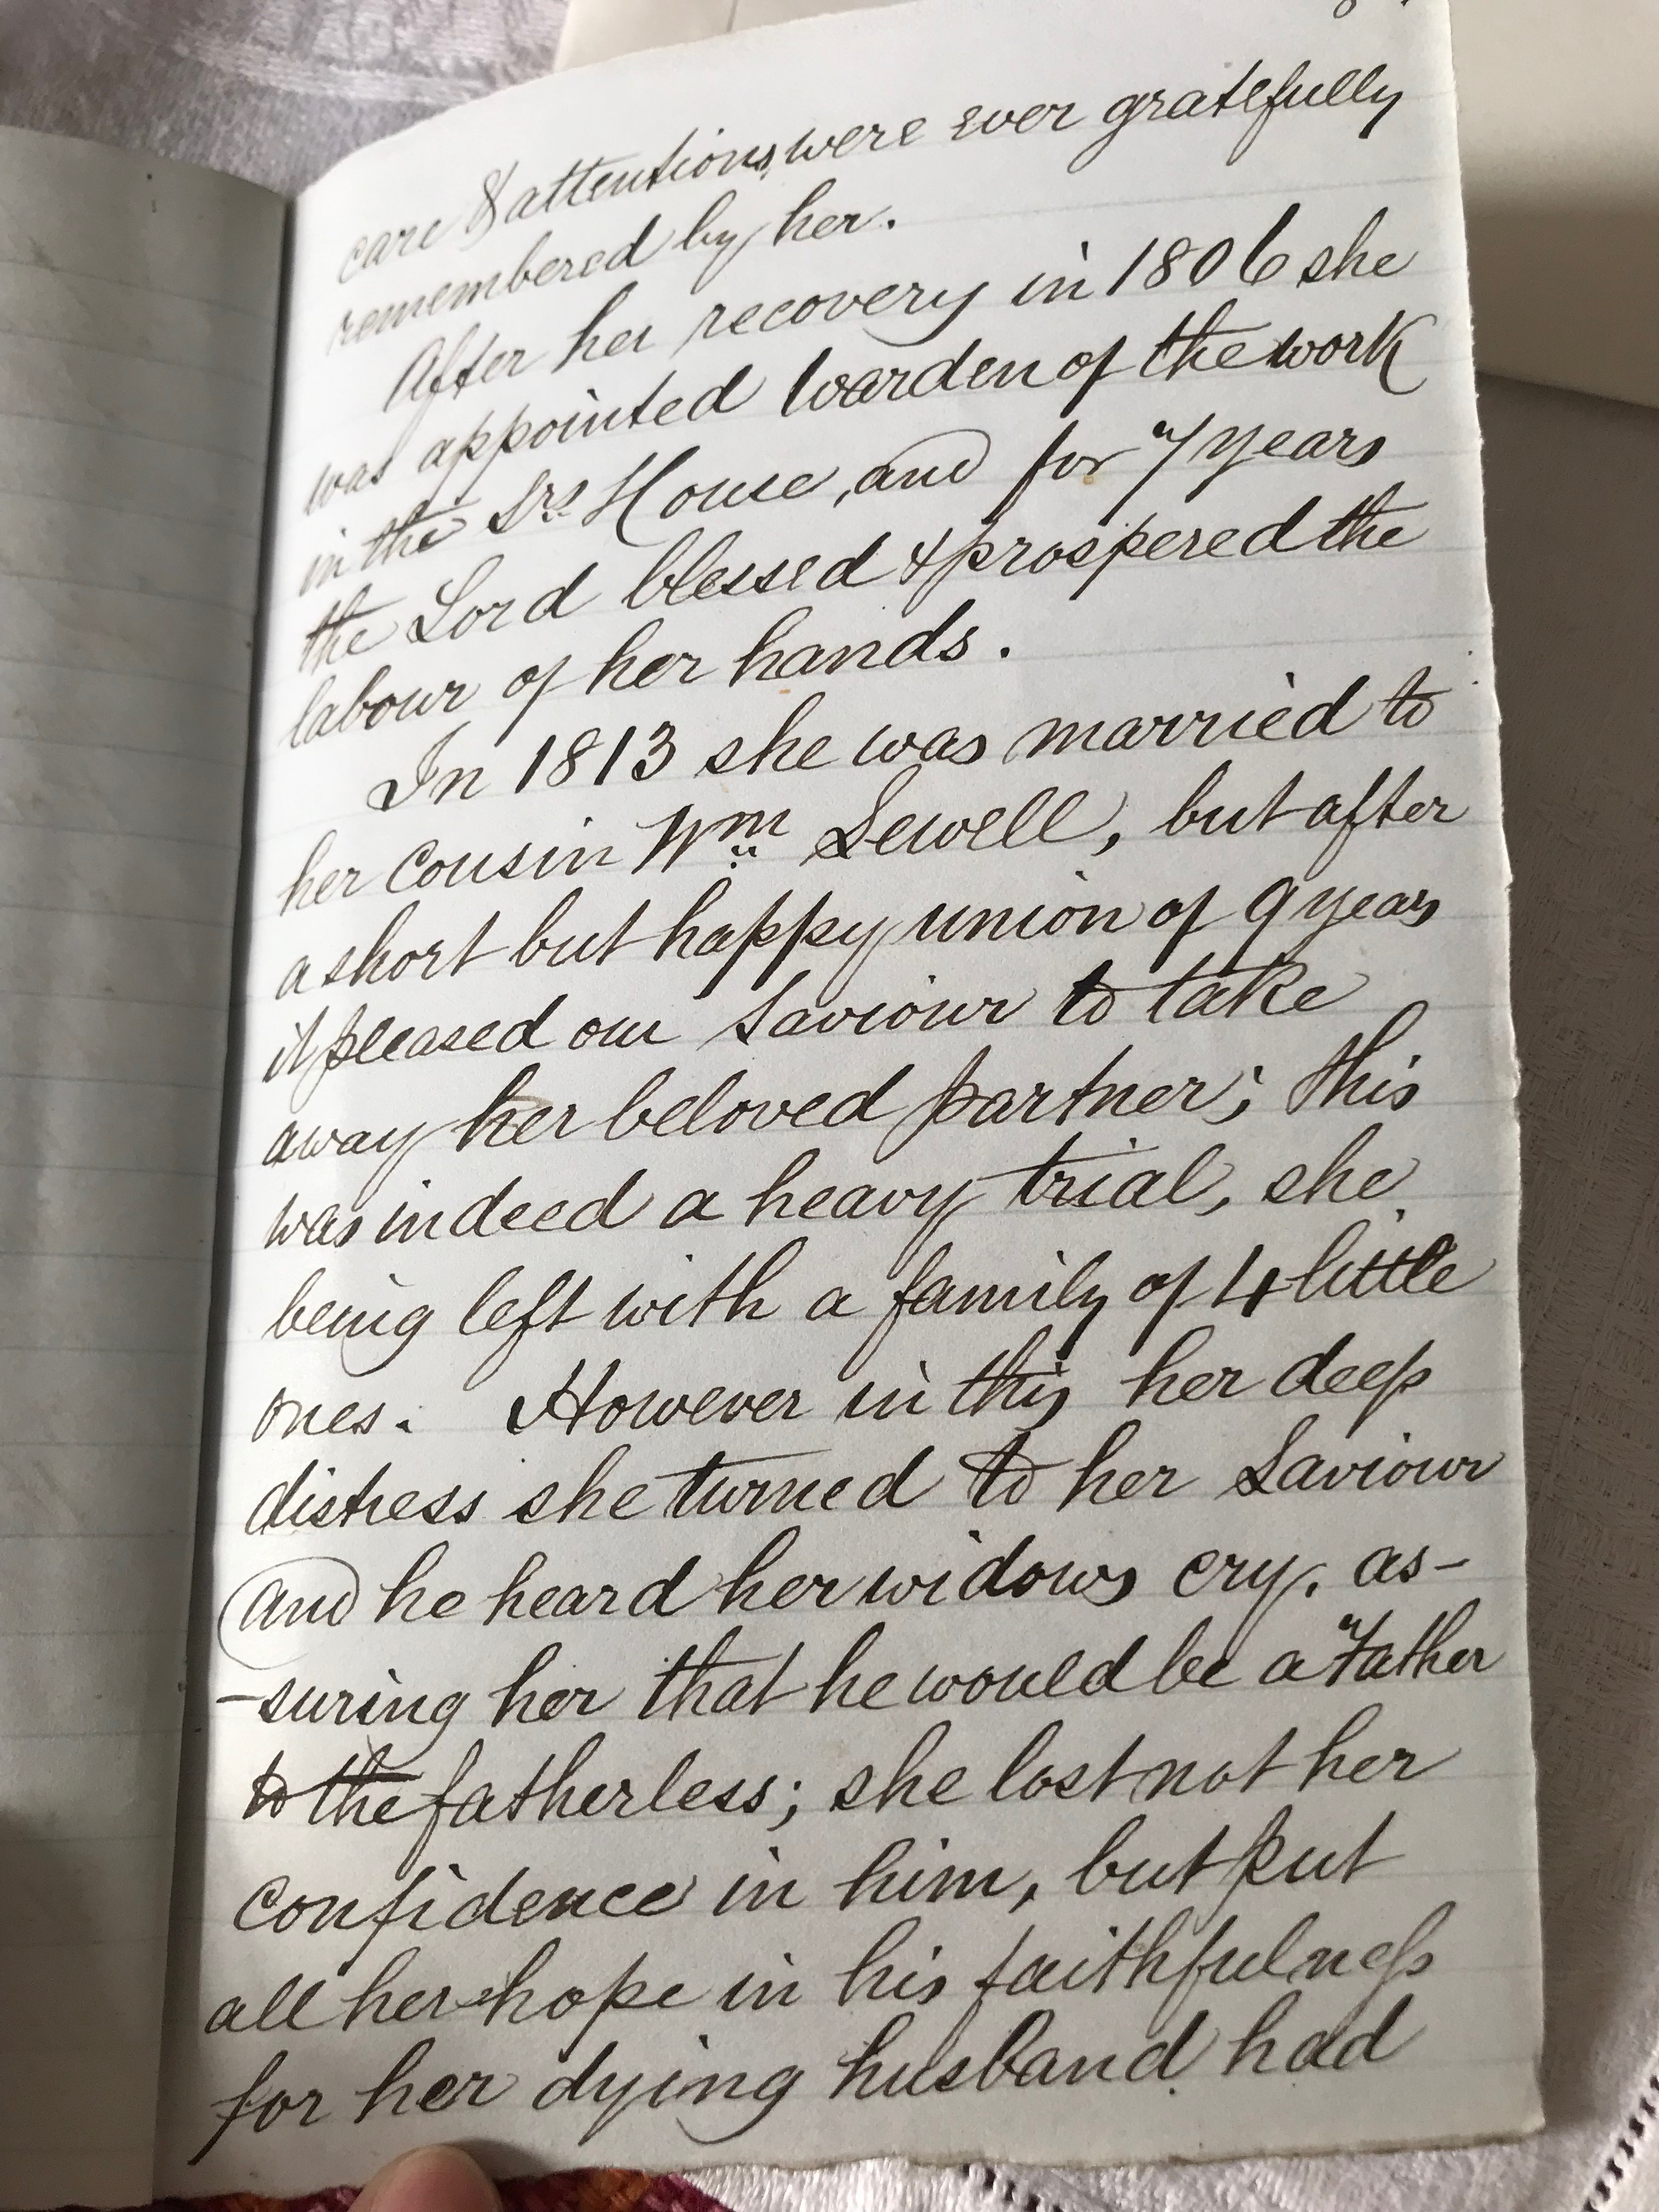 care & attentions, were ever gratefully
remembered by her.
After her recovery in 1806 she
was appointed warden of the work
in the Srs House, and for 7 years
the Lord blessed & prospered the
labour of her hands.
In 1813 she was married to
her cousin Wm Sewell, but after
a short but happy union of 9 years
it pleased our Saviour to take
away her beloved partner; this
was indeed a heavy trial, she
being left with a family of 4 little
ones. However in this her deep
distress she turned to her Saviour
and he heard her widows cry, as-
-suring her that he would be a Father
to the fatherless; she lost not her
confidence in him, but put
all her hope in his faithfulness
for her dying husband had